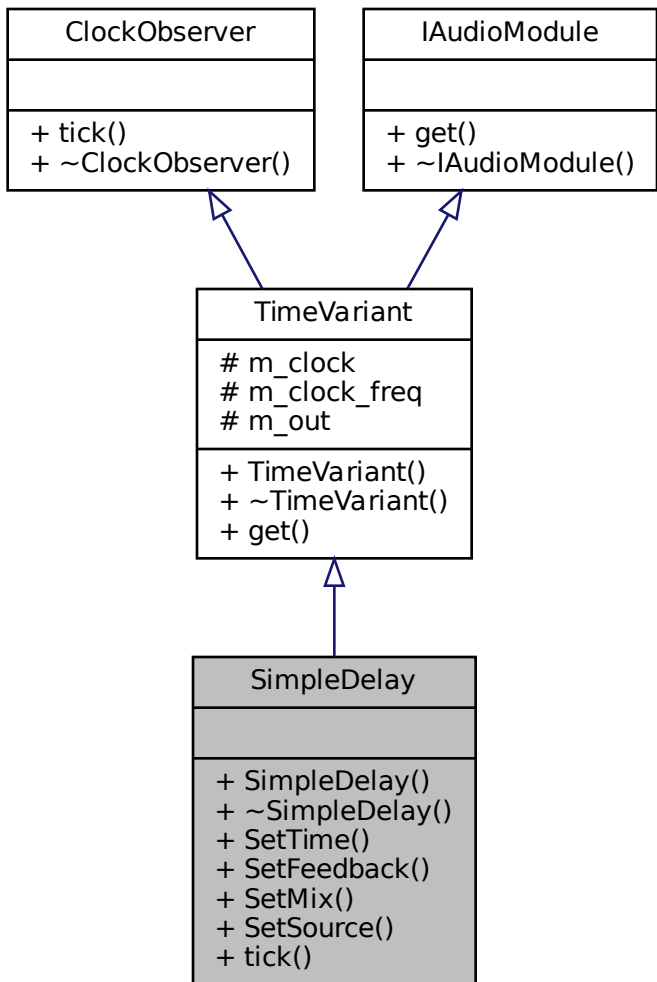 ClockObserver
+ tick()
+ ~ClockObserver()
IAudioModule
+ get()
+ ~IAudioModule()
TimeVariant
# m_clock
# m_clock_freq
# m_out
+ TimeVariant()
+ ~TimeVariant()
+ get()
SimpleDelay
+ SimpleDelay()
+ ~SimpleDelay()
+ SetTime()
+ SetFeedback()
+ SetMix()
+ SetSource()
+ tick()